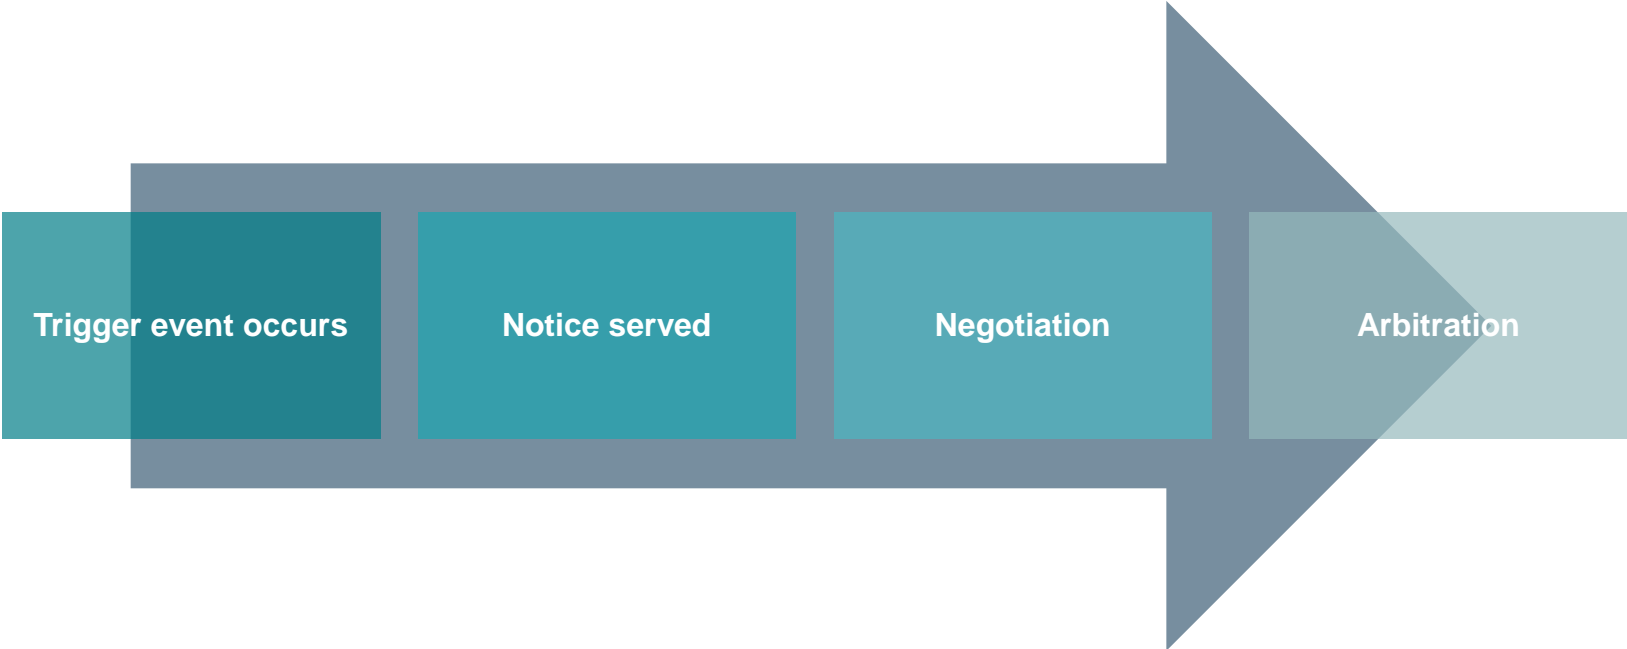 Trigger event occurs
Notice served
Negotiation
Arbitration